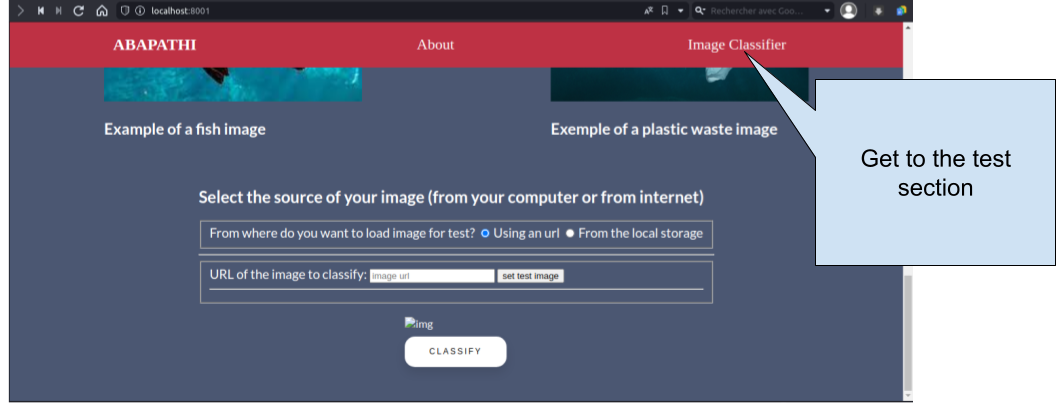 localhost:8001
Rechercher avec Goo...
ABAPATHI
About
Image Classifier
Example of a fish image
Exemple of a plastic waste image
Get to the test
section
Select the source of your image (from your computer or from internet)
From where do you want to load image for test? Using an url From the local storage
URL of the image to classify: image url set test image
img
CLASSIFY